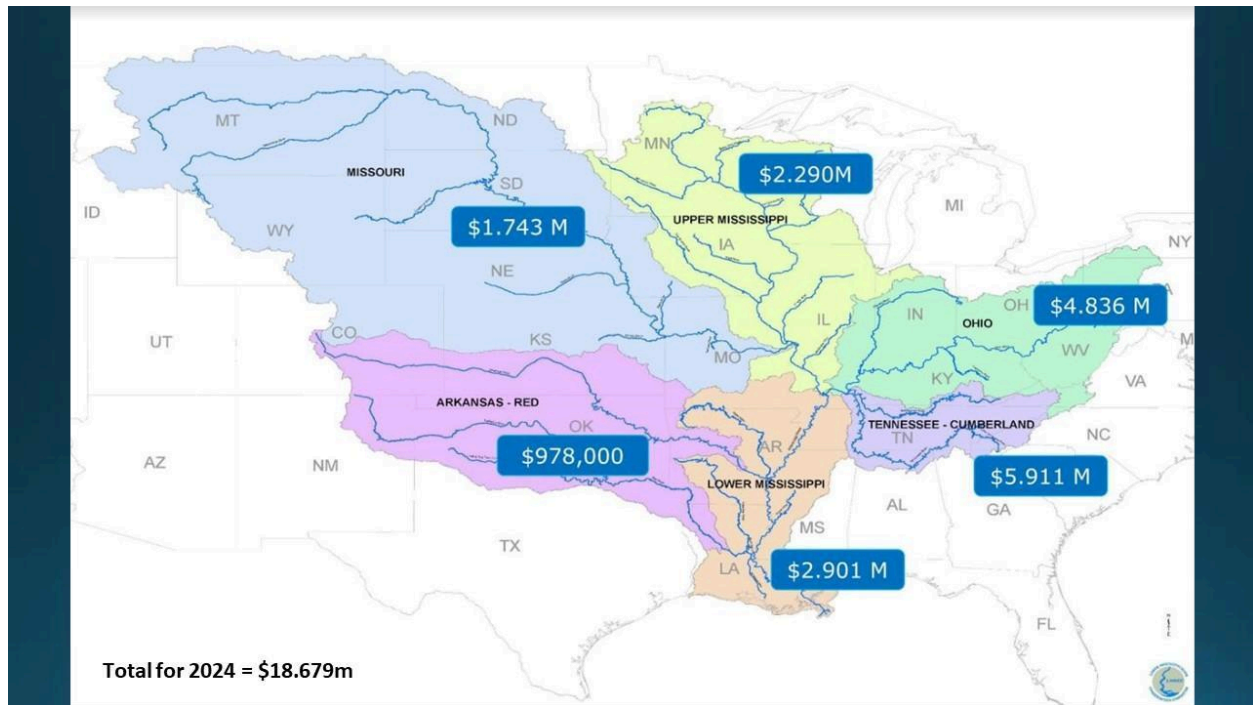 MT
ND
MN
MISSOURI
$2.290M
SD
MI
ID
$1.743 M
UPPER MISSISSIPPI
WY
IA
NY
NE
OH
$4.836 M
IL
IN
OHIO
CO
UT
KS
MO
WV
KY
VA
ARKANSAS - RED
TENNESSEE - CUMBERLAND
OK
TN
NC
AR
AZ
NM
$978,000
$5.911 M
LOWER MISSISSIPPI
AL
GA
MS
TX
LA
$2.901 M
FL
Total for 2024 = $18.679m